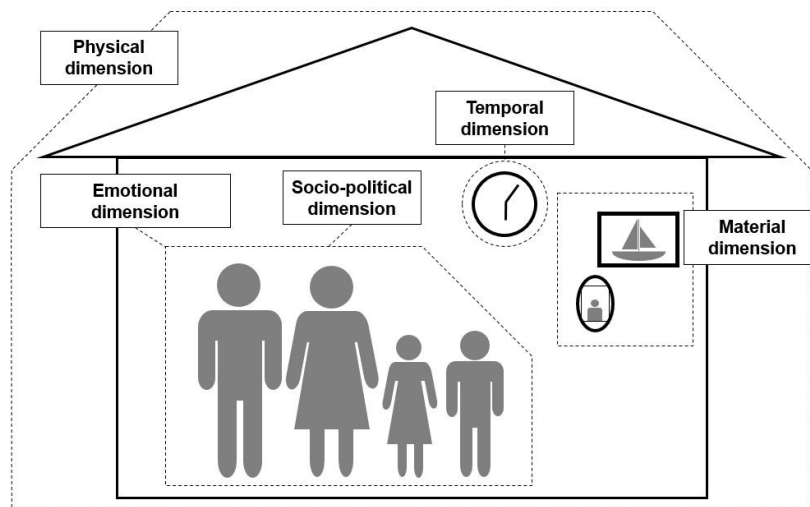 Physical
dimension
Temporal
dimension
Emotional
dimension
Socio-political
dimension
Material
dimension